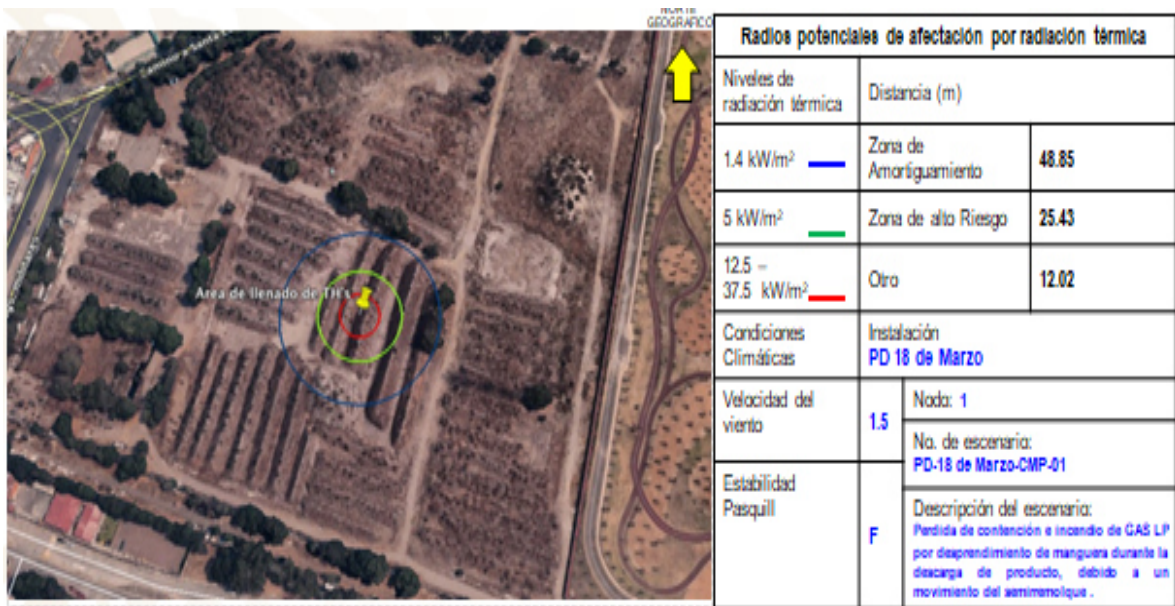 NORTE
GEOGRAFICO
Area de llenado de TH's
Radios potenciales de afectación por radiación térmica
Niveles de
radiación térmica
Distancia (m)
1.4 kW/m²
Zona de
Amortiguamiento
48.85
5 kW/m²
Zona de alto Riesgo
25.43
12.5 –
37.5 kW/m²
Otro
12.02
Condiciones
Climáticas
Instalación
PD 18 de Marzo
Velocidad del
viento
1.5
Nodo: 1
No. de escenario:
PD-18 de Marzo-CMP-01
Estabilidad
Pasquill
F
Descripción del escenario:
Perdida de contención e incendio de GAS LP
por desprendimiento de manguera durante la
descarga de producto, debido a un
movimiento del semirremolque .